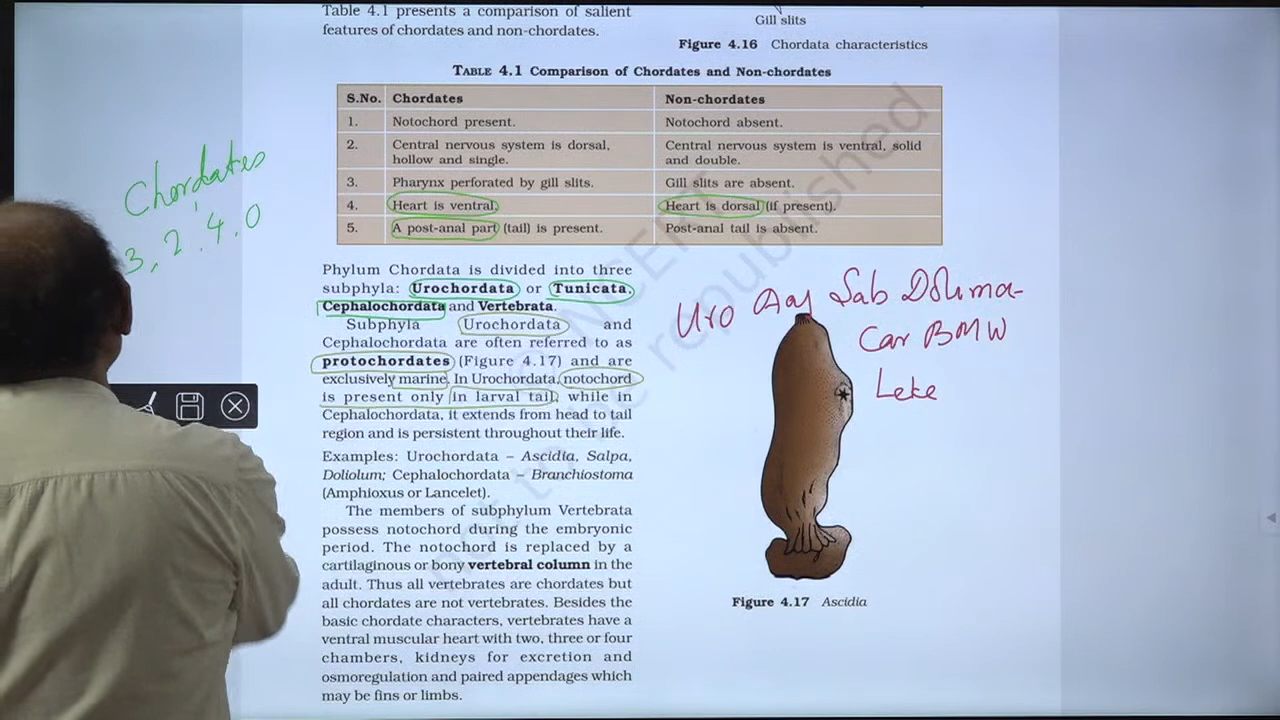 Table 4.1 presents a comparison of salient
features of chordates and non-chordates.
Gill slits
Figure 4.16 Chordata characteristics
TABLE 4.1 Comparison of Chordates and Non-chordates
S.No. Chordates Non-chordates
1. Notochord present. Notochord absent.
2. Central nervous system is dorsal, hollow and single. Central nervous system is ventral, solid and double.
3. Pharynx perforated by gill slits. Gill slits are absent.
4. Heart is ventral. Heart is dorsal (if present).
5. A post-anal part (tail) is present. Post-anal tail is absent.
Chordates
3, 2, 4, 0
Phylum Chordata is divided into three
subphyla: Urochordata or Tunicata,
Cephalochordata and Vertebrata.
Subphyla Urochordata and
Cephalochordata are often referred to as
protochordates (Figure 4.17) and are
exclusively marine. In Urochordata, notochord
is present only in larval tail, while in
Cephalochordata, it extends from head to tail
region and is persistent throughout their life.
Examples: Urochordata – Ascidia, Salpa,
Doliolum; Cephalochordata – Branchiostoma
(Amphioxus or Lancelet).
The members of subphylum Vertebrata
possess notochord during the embryonic
period. The notochord is replaced by a
cartilaginous or bony vertebral column in the
adult. Thus all vertebrates are chordates but
all chordates are not vertebrates. Besides the
basic chordate characters, vertebrates have a
ventral muscular heart with two, three or four
chambers, kidneys for excretion and
osmoregulation and paired appendages which
may be fins or limbs.
Uro Aaj Sab
Car BMW
Leke
Figure 4.17 Ascidia
not to be republished